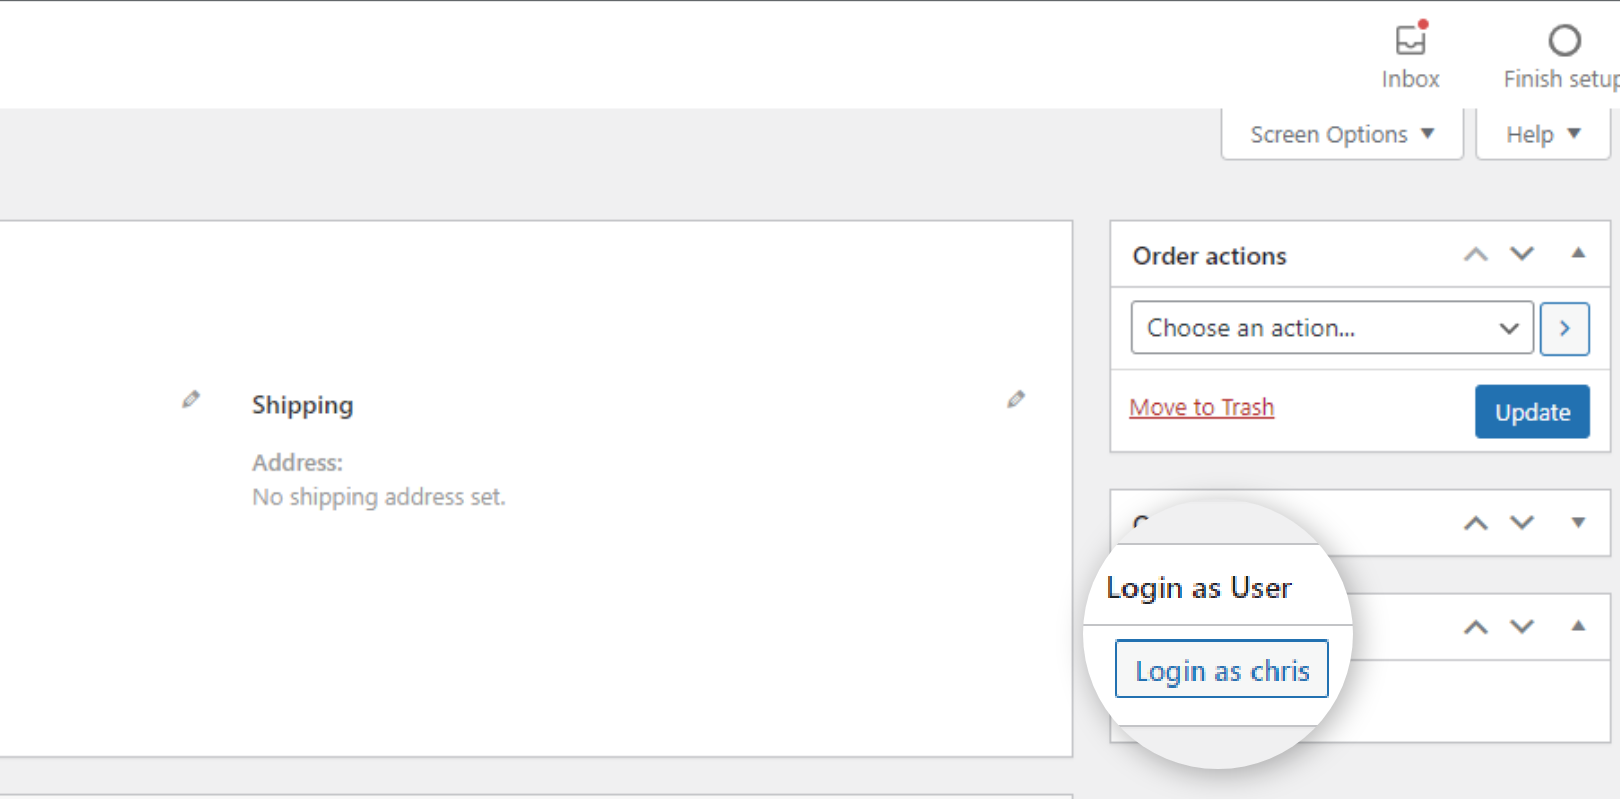 Inbox
Finish setup
Screen Options
Help
Order actions
Choose an action...
Move to Trash
Update
Shipping
Address:
No shipping address set.
Login as User
Login as chris